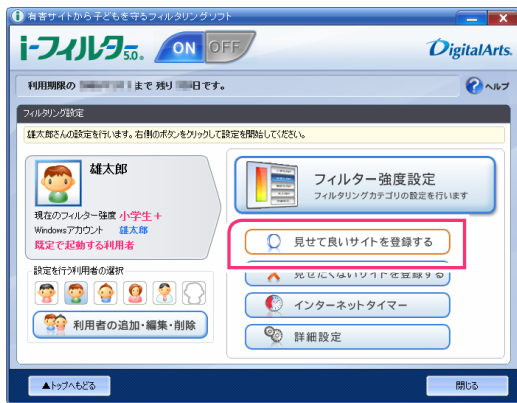 有害サイトから子どもを守るフィルタリングソフト
i-フィルター5.0.
ON OFF
DigitalArts.
利用期限の まで 残り 日です。
ヘルプ
フィルタリング設定
雄太郎さんの設定を行います。右側のボタンをクリックして設定を開始してください。
雄太郎
現在のフィルター強度 小学生+
Windowsアカウント 雄太郎
既定で起動する利用者
設定を行う利用者の選択
利用者の追加・編集・削除
フィルター強度設定
フィルタリングカテゴリの設定を行います
見せて良いサイトを登録する
見せたくないサイトを登録する
インターネットタイマー
詳細設定
▲トップへもどる
閉じる